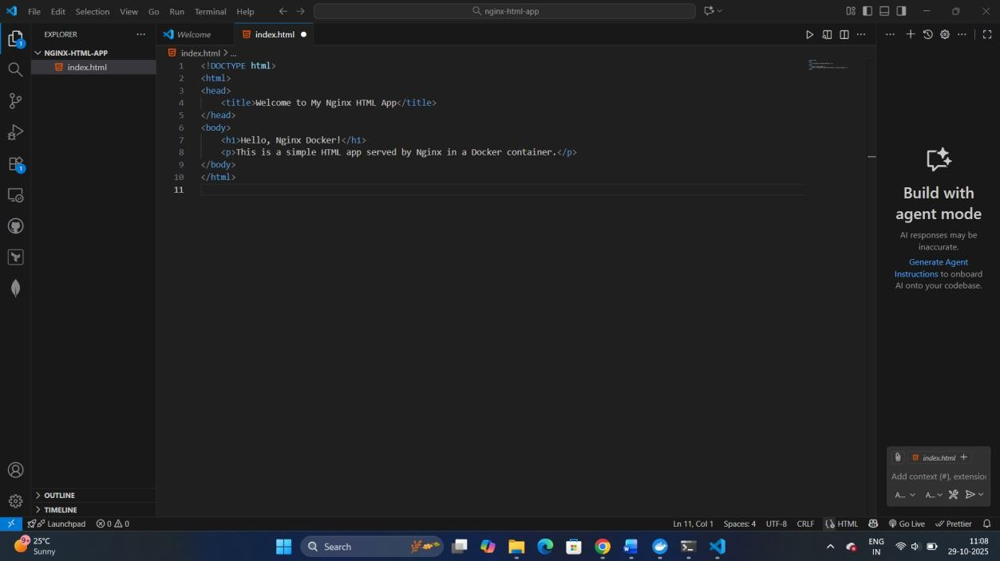 File Edit Selection View Go Run Terminal Help
nginx-html-app
EXPLORER
NGINX-HTML-APP
index.html
Welcome
index.html
index.html > ...
1 <!DOCTYPE html>
2 <html>
3 <head>
4 <title>Welcome to My Nginx HTML App</title>
5 </head>
6 <body>
7 <h1>Hello, Nginx Docker!</h1>
8 <p>This is a simple HTML app served by Nginx in a Docker container.</p>
9 </body>
10 </html>
11
Build with
agent mode
AI responses may be
inaccurate.
Generate Agent
Instructions to onboard
AI onto your codebase.
index.html
Add context (#), extension
A... A...
OUTLINE
TIMELINE
1
1
Launchpad 0 0
Ln 11, Col 1 Spaces: 4 UTF-8 CRLF HTML Go Live Prettier
9+
25°C
Sunny
Search
ENG
IN
11:08
29-10-2025